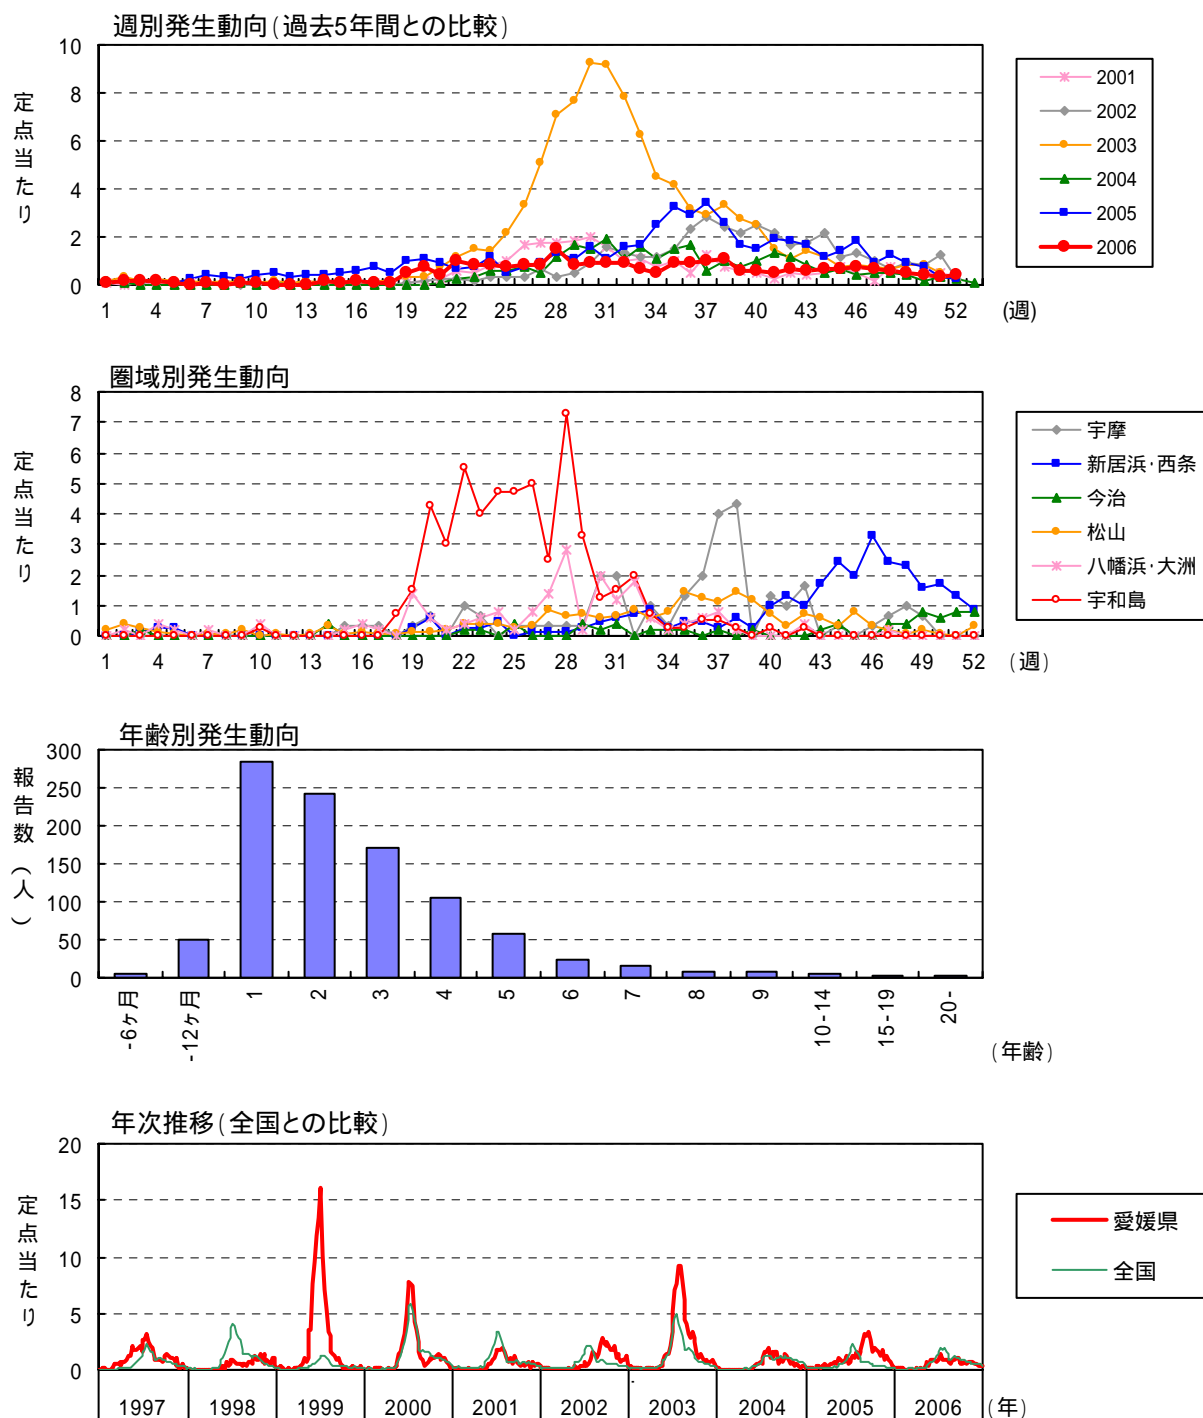 週別発生動向(過去5年間との比較)
定点当たり
10
8
6
4
2
0
1 4 7 10 13 16 19 22 25 28 31 34 37 40 43 46 49 52 (週)
2001
2002
2003
2004
2005
2006
圏域別発生動向
定点当たり
8
7
6
5
4
3
2
1
0
1 4 7 10 13 16 19 22 25 28 31 34 37 40 43 46 49 52 (週)
宇摩
新居浜・西条
今治
松山
八幡浜・大洲
宇和島
年齢別発生動向
報告数(人)
300
250
200
150
100
50
0
-6ヶ月 -12ヶ月 1 2 3 4 5 6 7 8 9 10-14 15-19 20-
(年齢)
年次推移(全国との比較)
定点当たり
20
15
10
5
0
1997 1998 1999 2000 2001 2002 2003 2004 2005 2006 (年)
愛媛県
全国